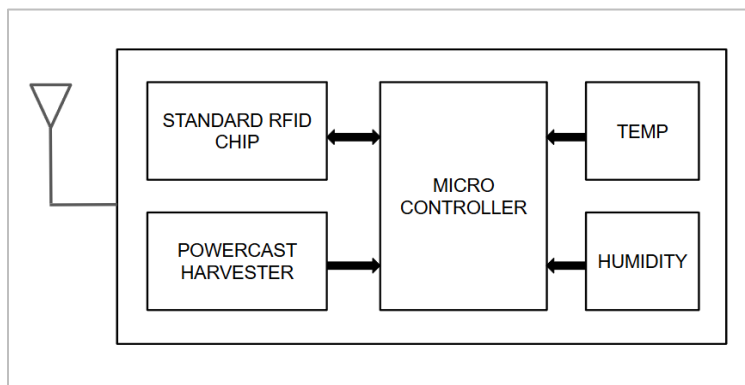 STANDARD RFID
CHIP
MICRO
CONTROLLER
TEMP
POWERCAST
HARVESTER
HUMIDITY